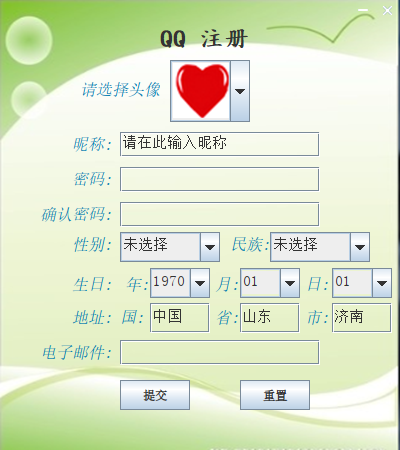 QQ 注册
请选择头像
昵称: 请在此输入昵称
密码:
确认密码:
性别: 未选择 民族: 未选择
生日: 年: 1970 月: 01 日: 01
地址: 国: 中国 省: 山东 市: 济南
电子邮件:
提交 重置